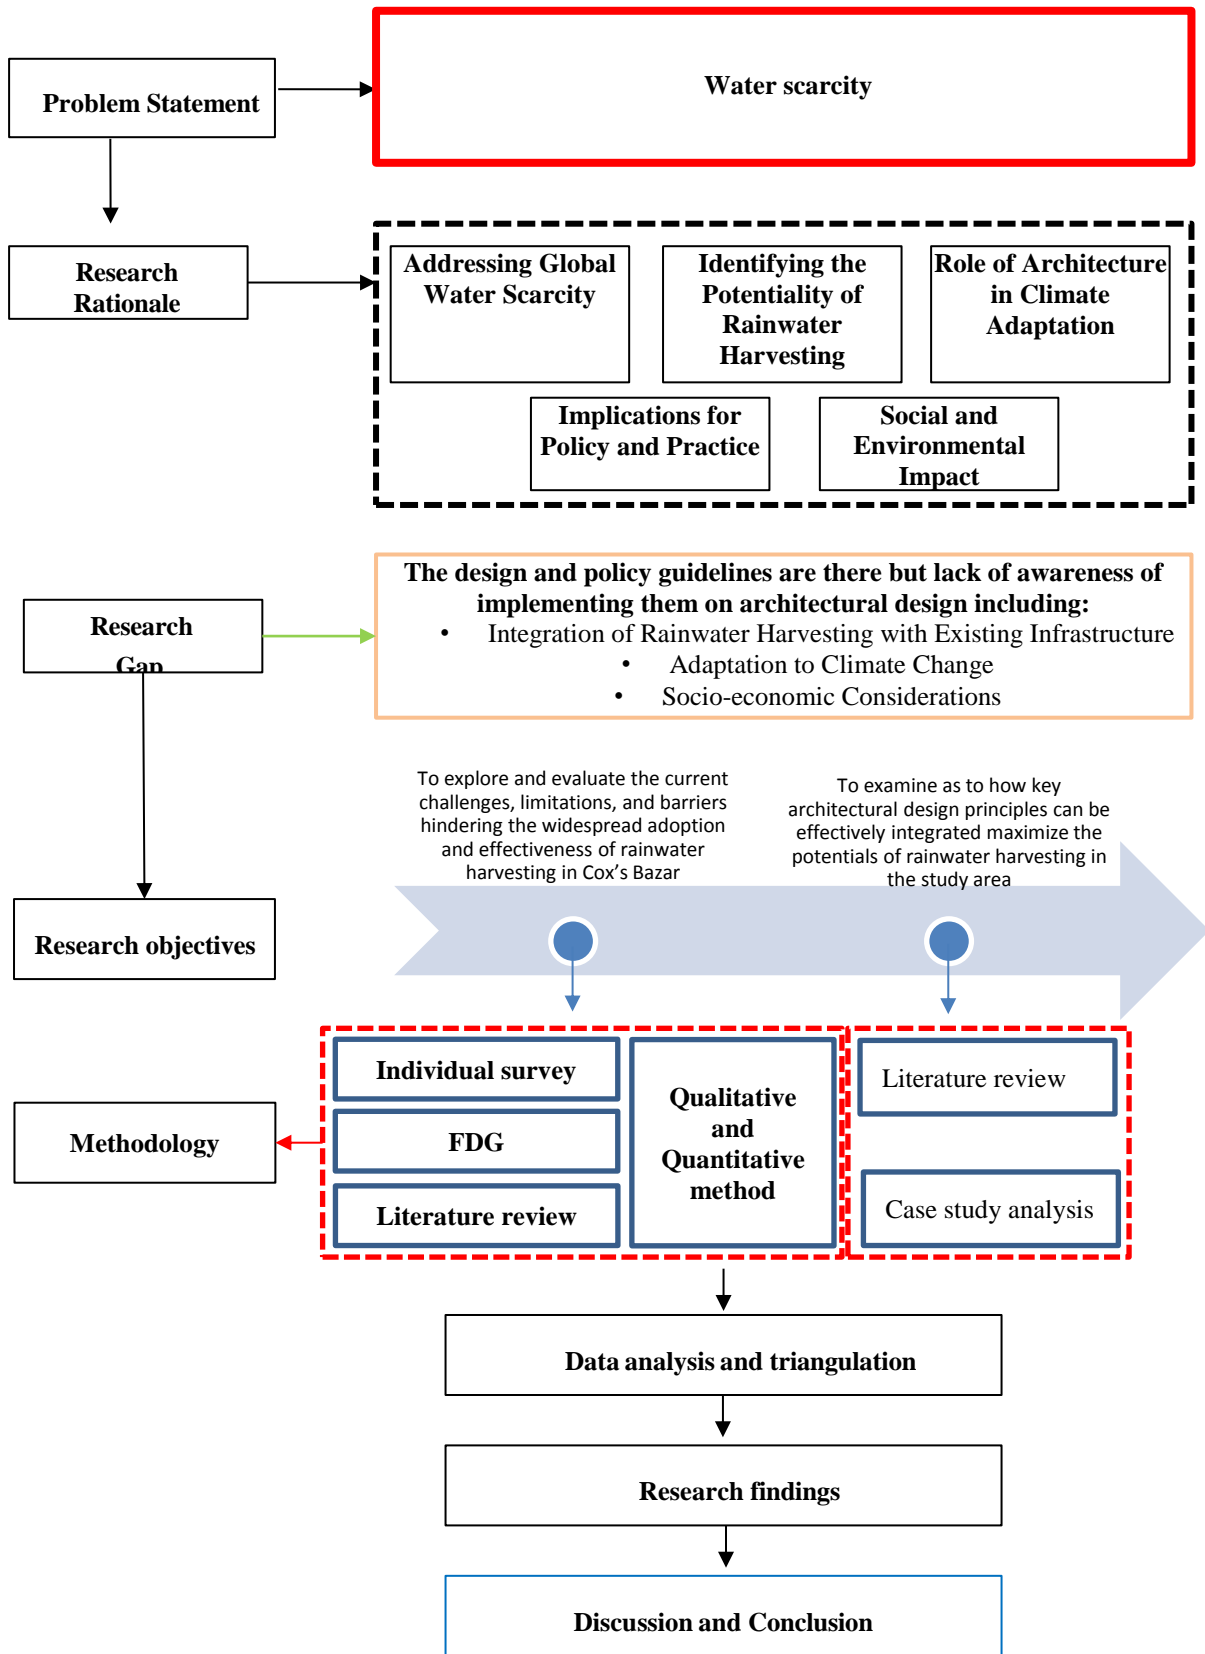 Problem Statement
Water scarcity
Research
Rationale
Addressing Global
Water Scarcity
Identifying the
Potentiality of
Rainwater
Harvesting
Role of Architecture
in Climate
Adaptation
Implications for
Policy and Practice
Social and
Environmental
Impact
Research
Gap
The design and policy guidelines are there but lack of awareness of
implementing them on architectural design including:
• Integration of Rainwater Harvesting with Existing Infrastructure
• Adaptation to Climate Change
• Socio-economic Considerations
To explore and evaluate the current
challenges, limitations, and barriers
hindering the widespread adoption
and effectiveness of rainwater
harvesting in Cox's Bazar
To examine as to how key
architectural design principles can be
effectively integrated maximize the
potentials of rainwater harvesting in
the study area
Research objectives
Methodology
Individual survey
FDG
Literature review
Qualitative
and
Quantitative
method
Literature review
Case study analysis
Data analysis and triangulation
Research findings
Discussion and Conclusion